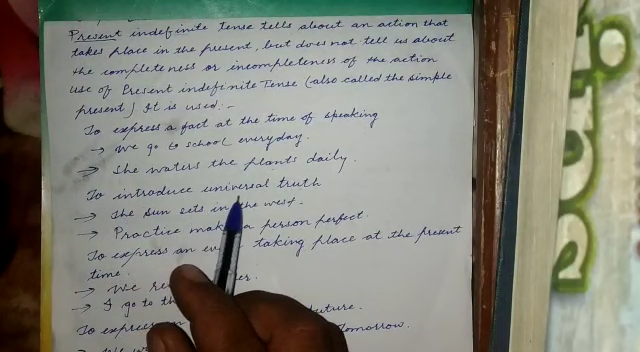 Present indefinite Tense tells about an action that
takes place in the present, but does not tell us about
the completeness or incompleteness of the action
use of Present indefinite Tense (also called the simple
present) It is used:-
To express a fact at the time of speaking
→ We go to school everyday.
→ She waters the plants daily.
To introduce universal truth
→ The sun sets in the west.
→ Practice a person perfect.
To express an taking place at the present
time.
→ We
→ I go to
To express future.
Tomorrow.